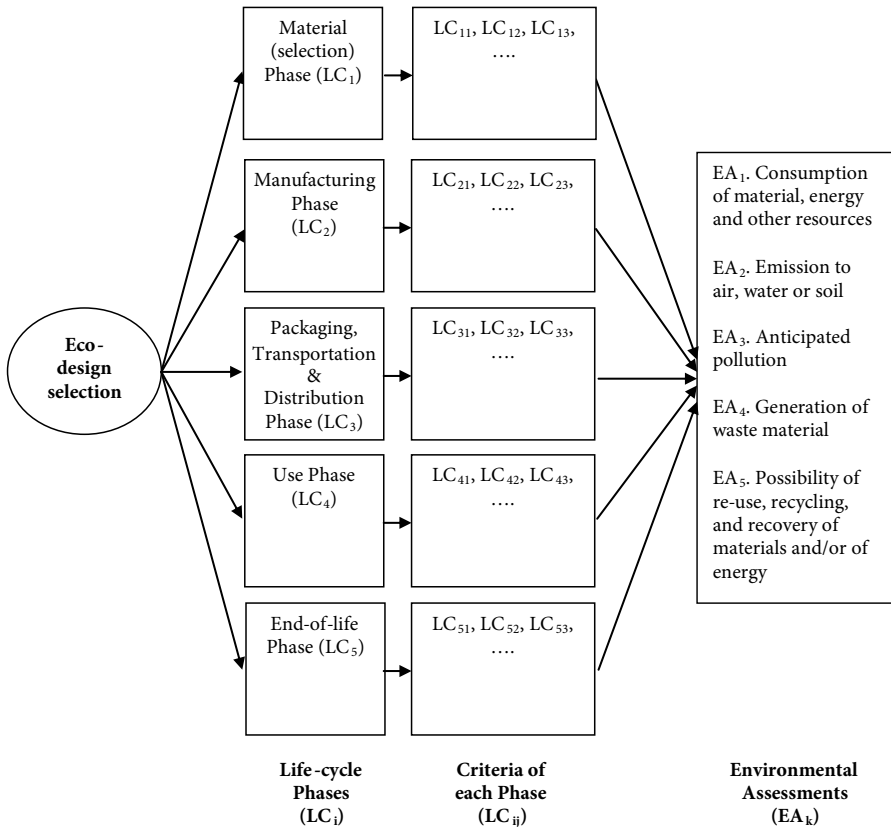 Eco-
design
selection
Material
(selection)
Phase (LC₁)
LC₁₁, LC₁₂, LC₁₃,
….
Manufacturing
Phase
(LC₂)
LC₂₁, LC₂₂, LC₂₃,
….
Packaging,
Transportation
&
Distribution
Phase (LC₃)
LC₃₁, LC₃₂, LC₃₃,
….
Use Phase
(LC₄)
LC₄₁, LC₄₂, LC₄₃,
….
End-of-life
Phase (LC₅)
LC₅₁, LC₅₂, LC₅₃,
….
EA₁. Consumption
of material, energy
and other resources
EA₂. Emission to
air, water or soil
EA₃. Anticipated
pollution
EA₄. Generation of
waste material
EA₅. Possibility of
re-use, recycling,
and recovery of
materials and/or of
energy
Life-cycle
Phases
(LCᵢ)
Criteria of
each Phase
(LCᵢⱼ)
Environmental
Assessments
(EAₖ)